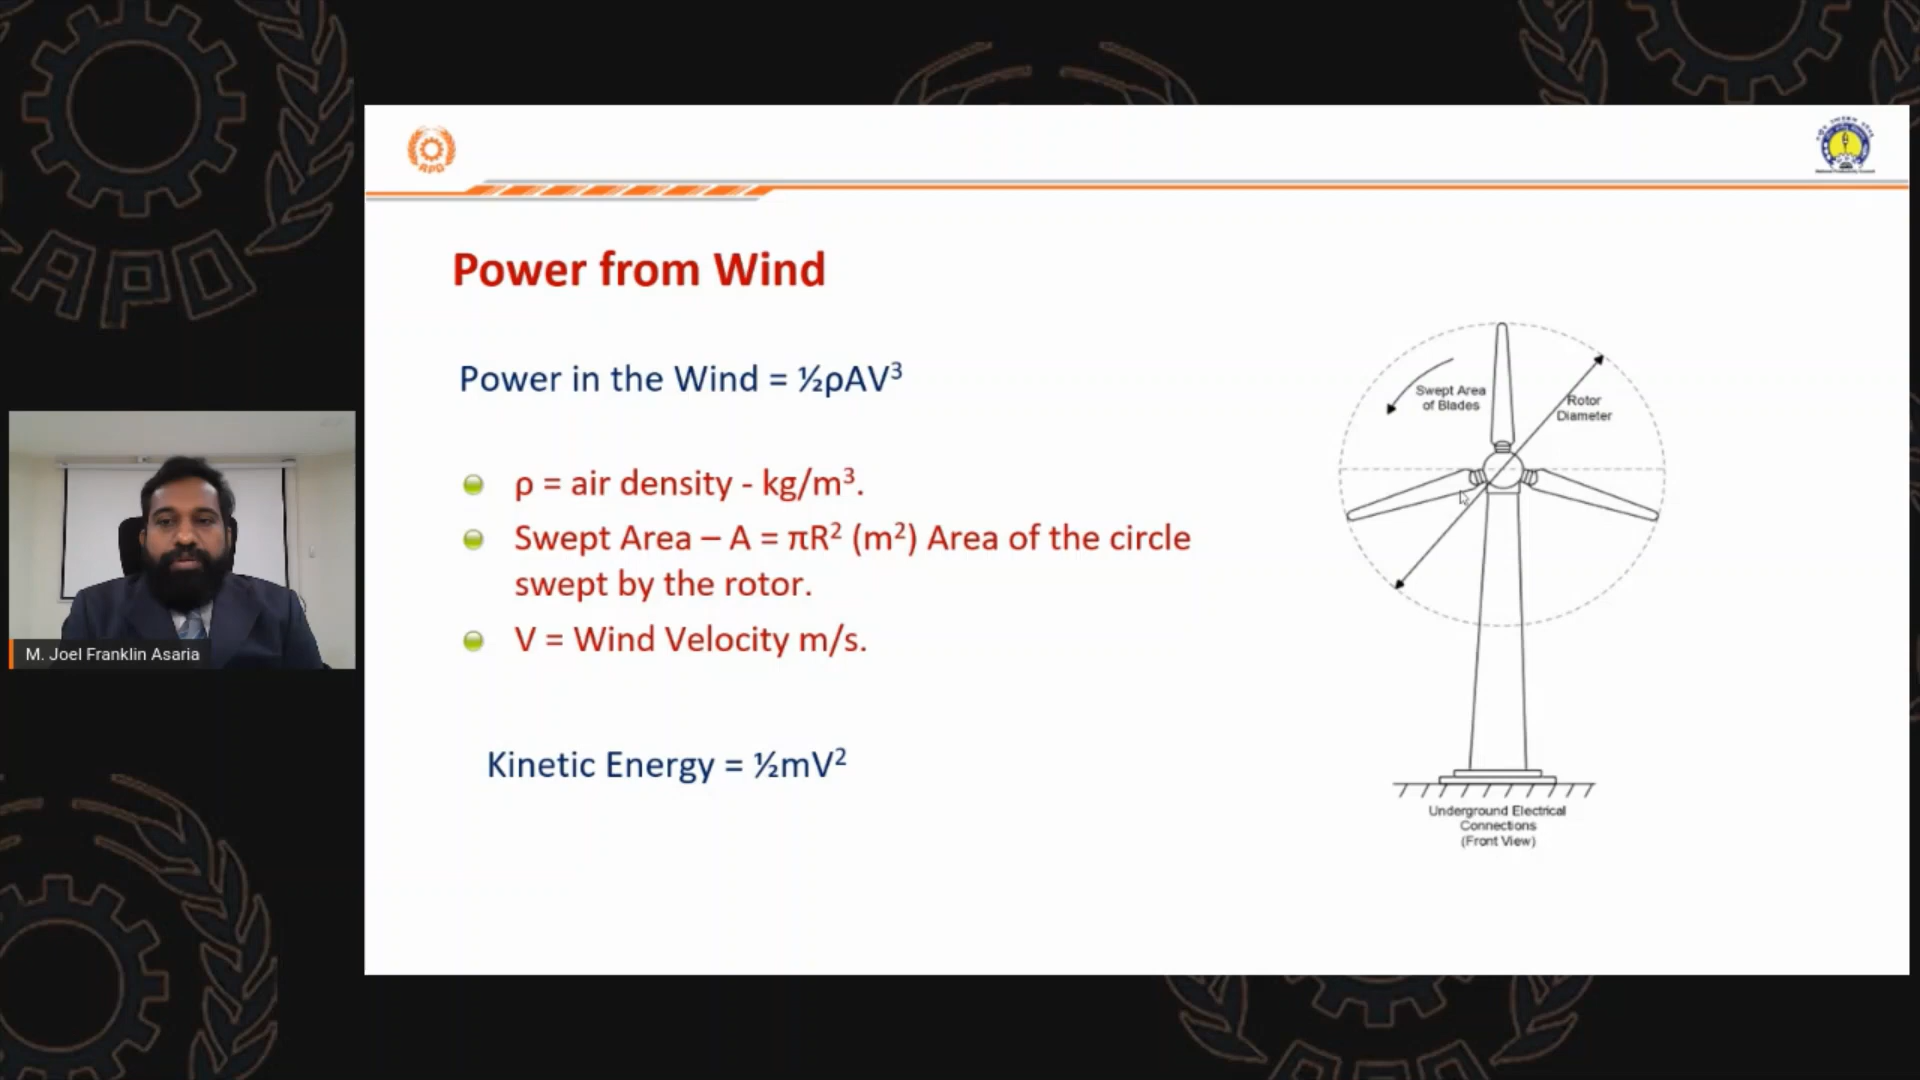 APO
APO
Power from Wind
Power in the Wind = ½ρAV³
ρ = air density - kg/m³.
Swept Area – A = πR² (m²) Area of the circle
swept by the rotor.
V = Wind Velocity m/s.
Kinetic Energy = ½mV²
Swept Area
of Blades
Rotor
Diameter
Underground Electrical
Connections
(Front View)
M. Joel Franklin Asaria